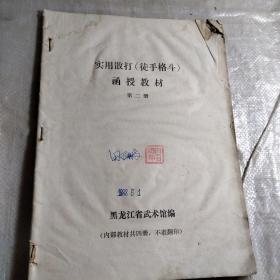 实用散打（徒手格斗）
函授教材
第二册
黑龙江省武术馆编
（内部教材共四册，不准翻印）